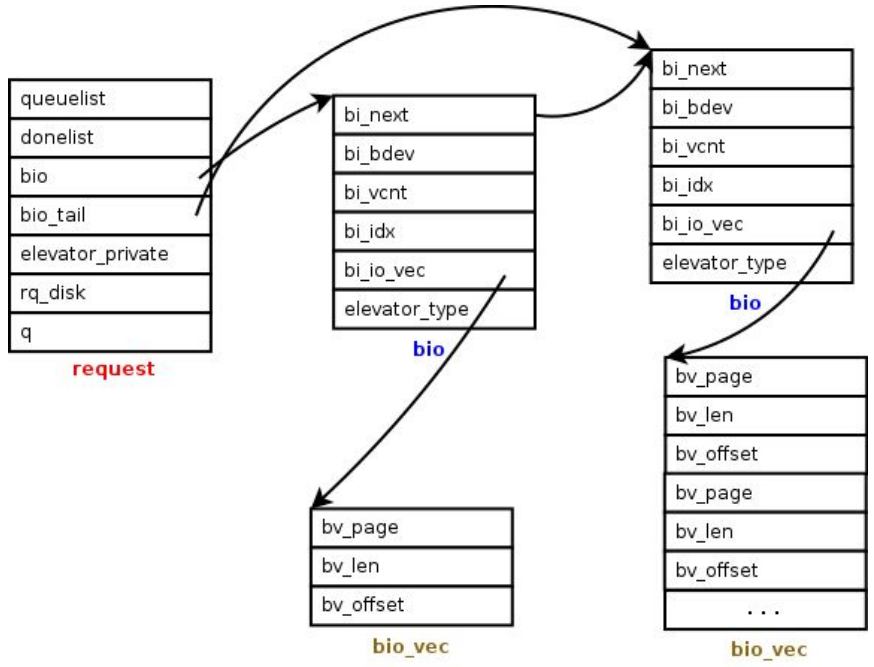 queuelist
donelist
bio
bio_tail
elevator_private
rq_disk
q
request
bi_next
bi_bdev
bi_vcnt
bi_idx
bi_io_vec
elevator_type
bio
bi_next
bi_bdev
bi_vcnt
bi_idx
bi_io_vec
elevator_type
bio
bv_page
bv_len
bv_offset
bio_vec
bv_page
bv_len
bv_offset
bv_page
bv_len
bv_offset
...
bio_vec